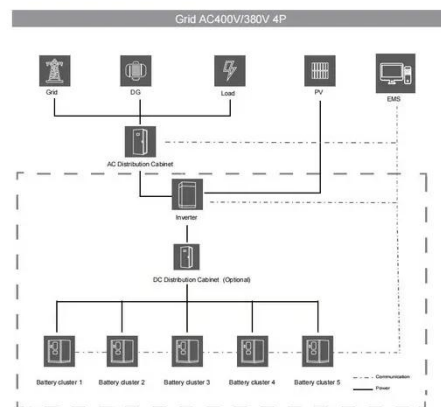 Grid AC400V/380V 4P
Grid
DG
Load
PV
EMS
AC Distribution Cabinet
Inverter
DC Distribution Cabinet (Optional)
Battery cluster 1
Battery cluster 2
Battery cluster 3
Battery cluster 4
Battery cluster 5
Communication
Power